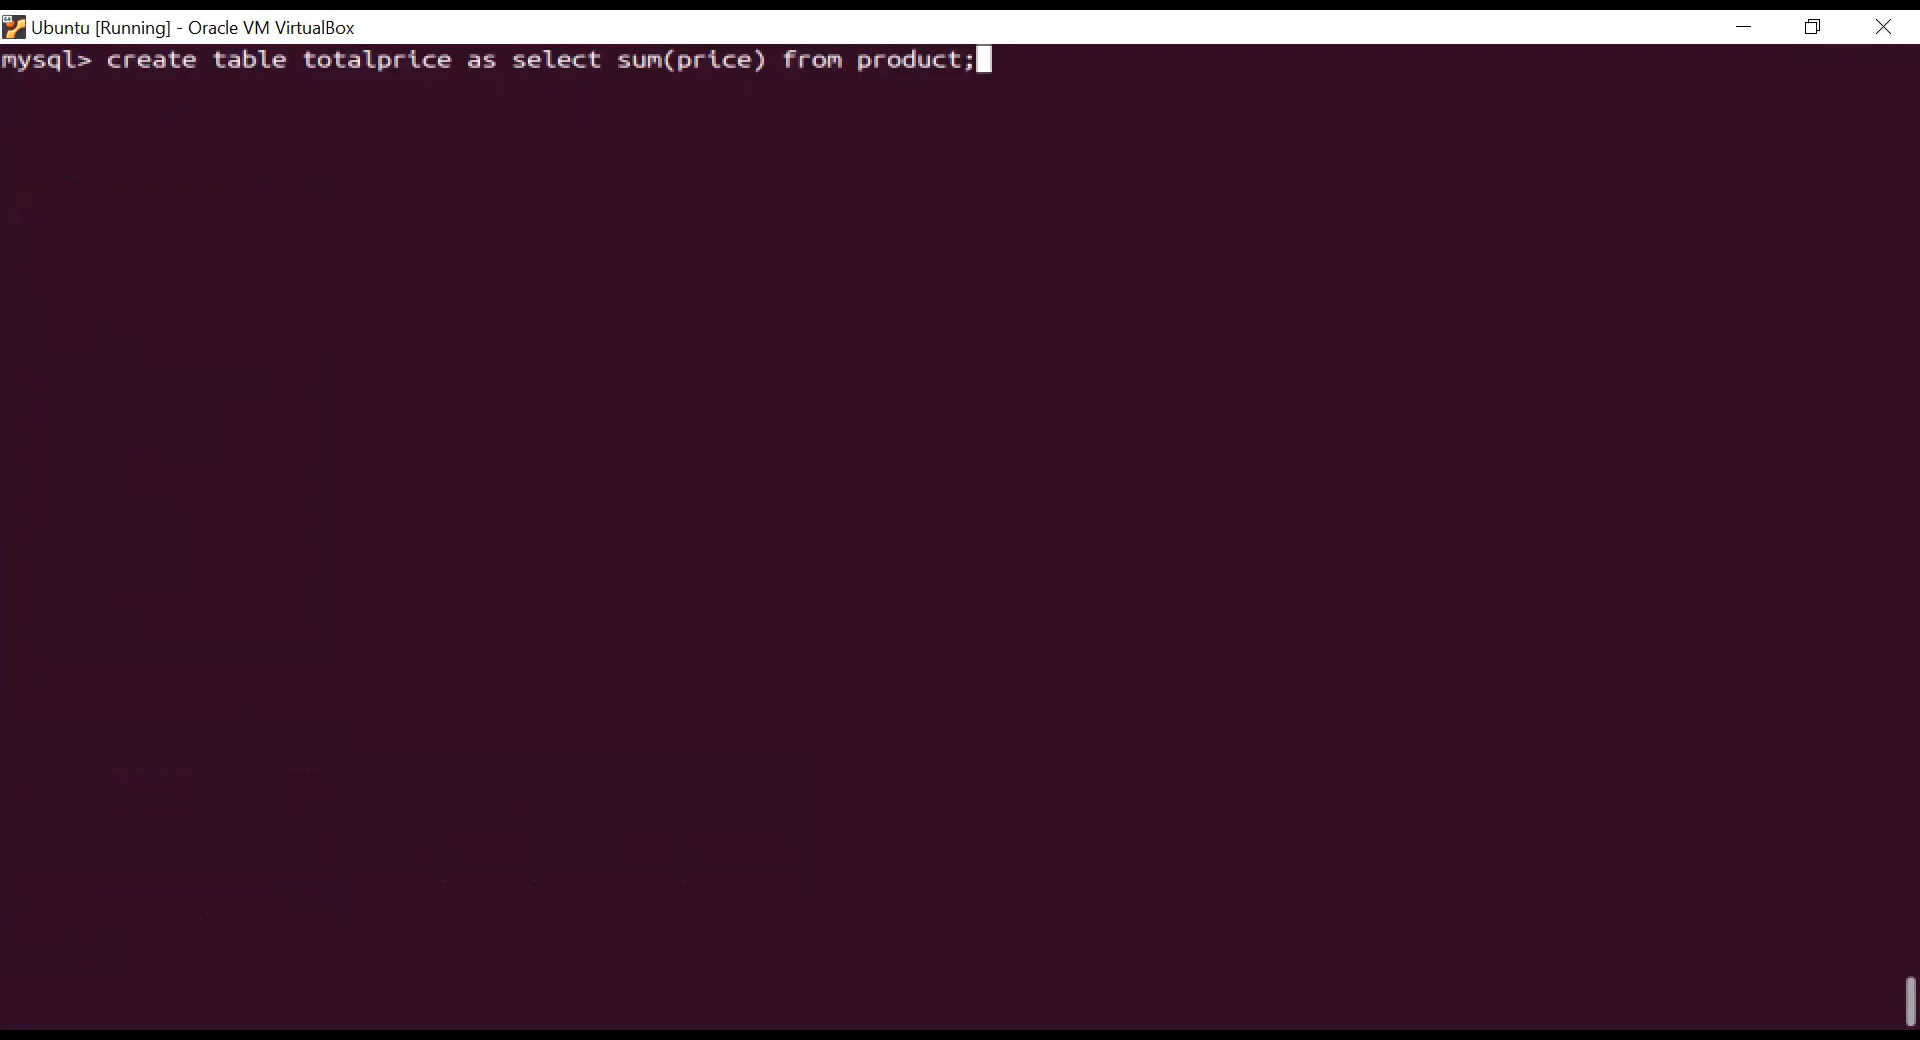 Ubuntu [Running] - Oracle VM VirtualBox
mysql> create table totalprice as select sum(price) from product;